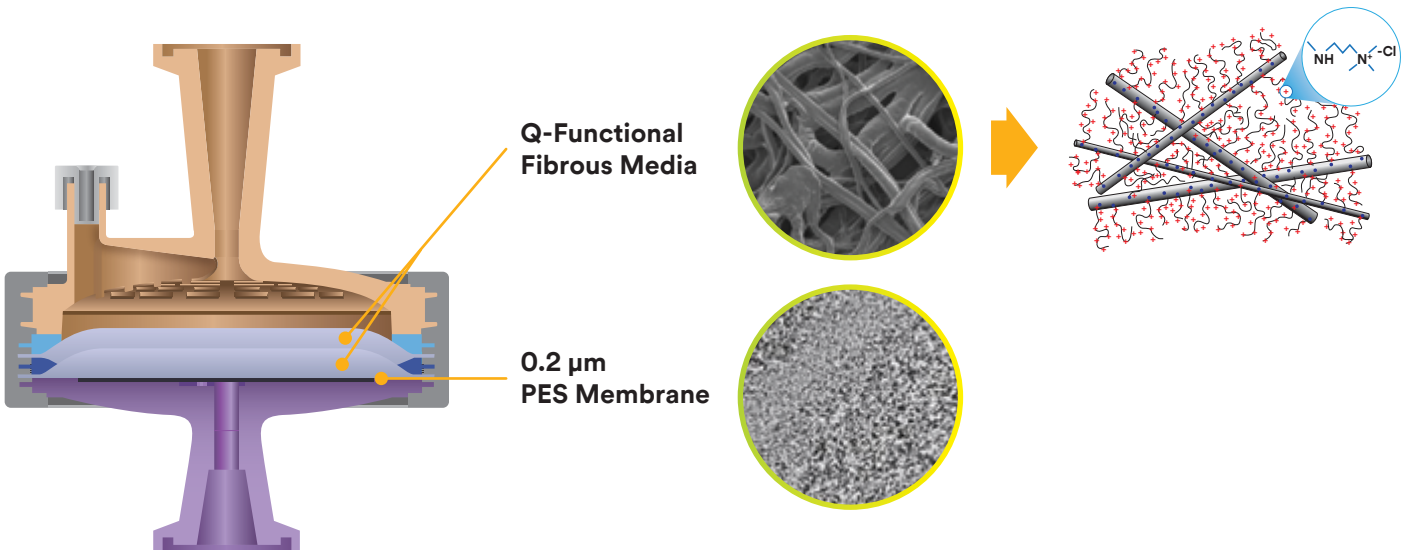 Q-Functional
Fibrous Media
0.2 µm
PES Membrane
NH
N+
-Cl